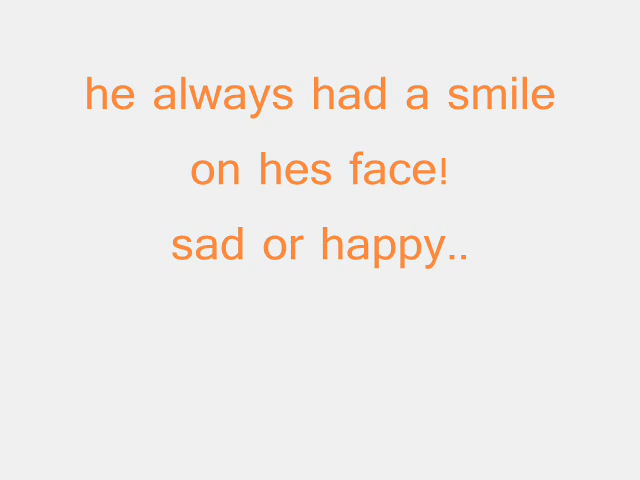 he always had a smile
on hes face!
sad or happy..